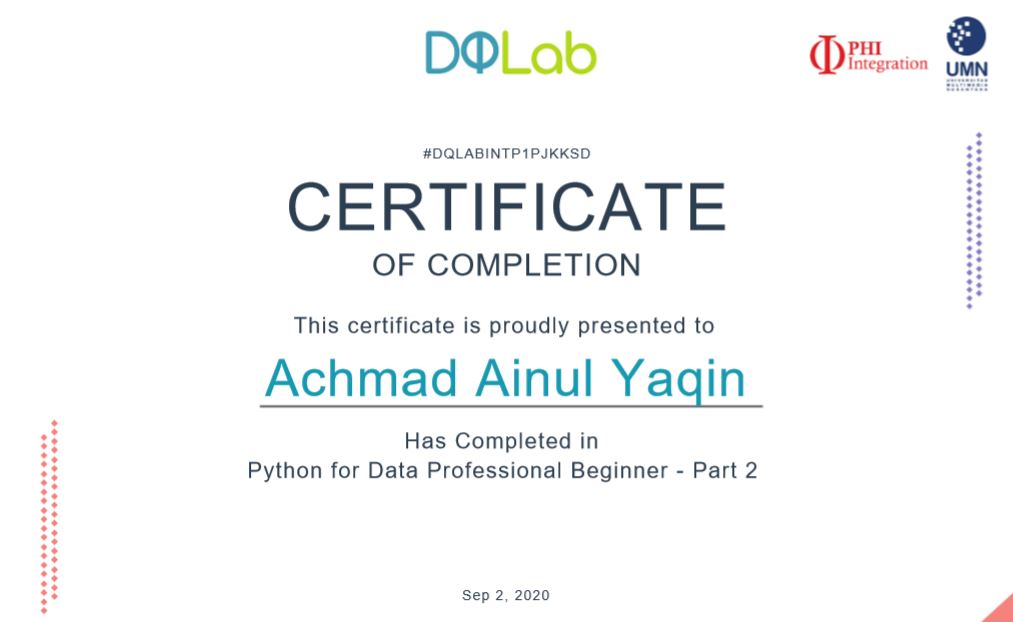 DQLab
PHI
Integration
UMN
UNIVERSITAS
MULTIMEDIA
NUSANTARA
#DQLABINTP1PJKKSD
CERTIFICATE
OF COMPLETION
This certificate is proudly presented to
Achmad Ainul Yaqin
Has Completed in
Python for Data Professional Beginner - Part 2
Sep 2, 2020